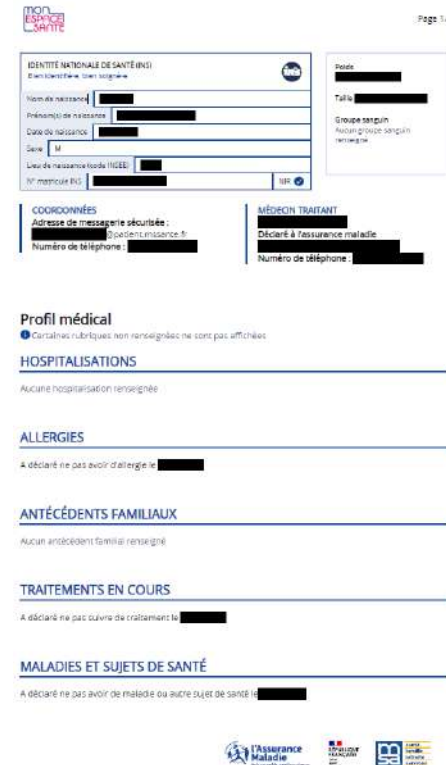 mon
ESPACE
SANTÉ
Page 1
IDENTITÉ NATIONALE DE SANTÉ (INS)
Bien identifié, bien soigné
INS
Nom de naissance
Prénom(s) de naissance
Date de naissance
Sexe M
Lieu de naissance (code INSEE)
N° matricule INS
NIR
Poids
Taille
Groupe sanguin
Aucun groupe sanguin
renseigné
COORDONNÉES
Adresse de messagerie sécurisée :
@patient.mssante.fr
Numéro de téléphone :
MÉDECIN TRAITANT
Déclaré à l'assurance maladie
Numéro de téléphone :
Profil médical
Certaines rubriques non renseignées ne sont pas affichées
HOSPITALISATIONS
Aucune hospitalisation renseignée
ALLERGIES
A déclaré ne pas avoir d'allergie le
ANTÉCÉDENTS FAMILIAUX
Aucun antécédent familial renseigné
TRAITEMENTS EN COURS
A déclaré ne pas suivre de traitement le
MALADIES ET SUJETS DE SANTÉ
A déclaré ne pas avoir de maladie ou autre sujet de santé le
l'Assurance
Maladie
RÉPUBLIQUE
FRANÇAISE
msa